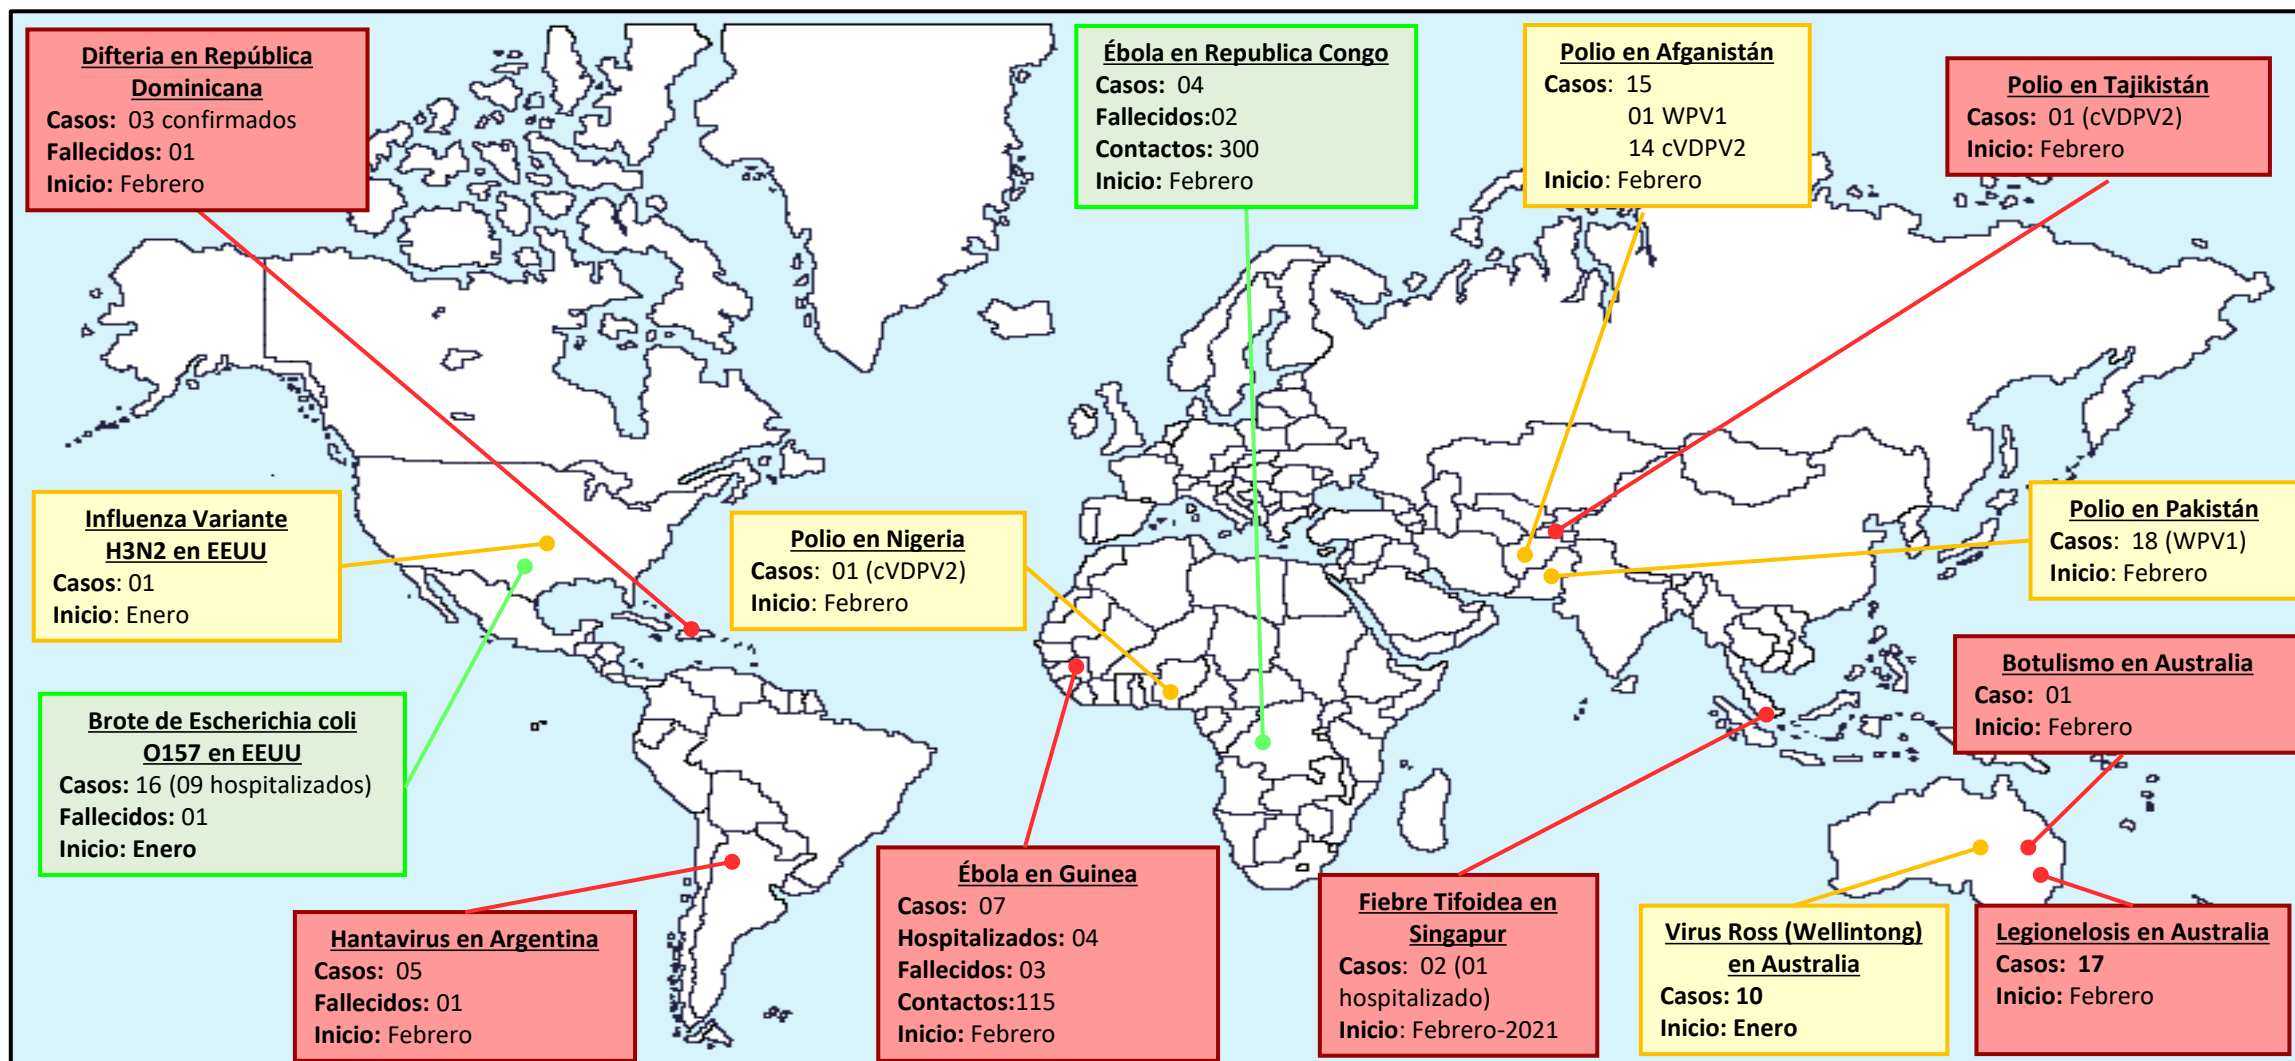 Difteria en República
Dominicana
Casos: 03 confirmados
Fallecidos: 01
Inicio: Febrero
Ébola en Republica Congo
Casos: 04
Fallecidos:02
Contactos: 300
Inicio: Febrero
Polio en Afganistán
Casos: 15
01 WPV1
14 cVDPV2
Inicio: Febrero
Polio en Tajikistán
Casos: 01 (cVDPV2)
Inicio: Febrero
Influenza Variante
H3N2 en EEUU
Casos: 01
Inicio: Enero
Polio en Nigeria
Casos: 01 (cVDPV2)
Inicio: Febrero
Polio en Pakistán
Casos: 18 (WPV1)
Inicio: Febrero
Brote de Escherichia coli
O157 en EEUU
Casos: 16 (09 hospitalizados)
Fallecidos: 01
Inicio: Enero
Botulismo en Australia
Caso: 01
Inicio: Febrero
Hantavirus en Argentina
Casos: 05
Fallecidos: 01
Inicio: Febrero
Ébola en Guinea
Casos: 07
Hospitalizados: 04
Fallecidos: 03
Contactos:115
Inicio: Febrero
Fiebre Tifoidea en
Singapur
Casos: 02 (01
hospitalizado)
Inicio: Febrero-2021
Virus Ross (Wellintong)
en Australia
Casos: 10
Inicio: Enero
Legionelosis en Australia
Casos: 17
Inicio: Febrero